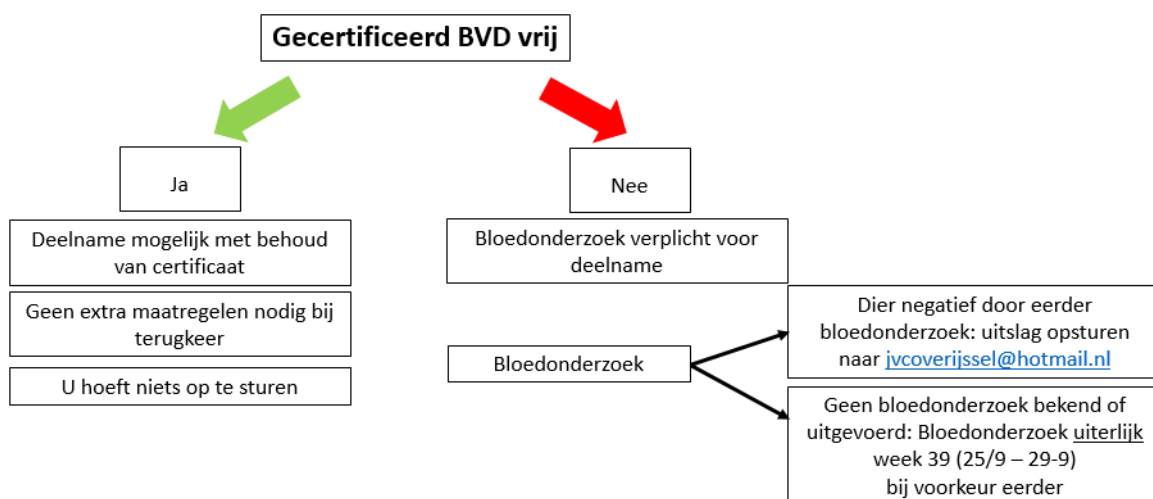 Gecertificeerd BVD vrij
Ja
Deelname mogelijk met behoud
van certificaat
Geen extra maatregelen nodig bij
terugkeer
U hoeft niets op te sturen
Nee
Bloedonderzoek verplicht voor
deelname
Bloedonderzoek
Dier negatief door eerder
bloedonderzoek: uitslag opsturen
naar jvcoverijssel@hotmail.nl
Geen bloedonderzoek bekend of
uitgevoerd: Bloedonderzoek uiterlijk
week 39 (25/9 – 29-9)
bij voorkeur eerder